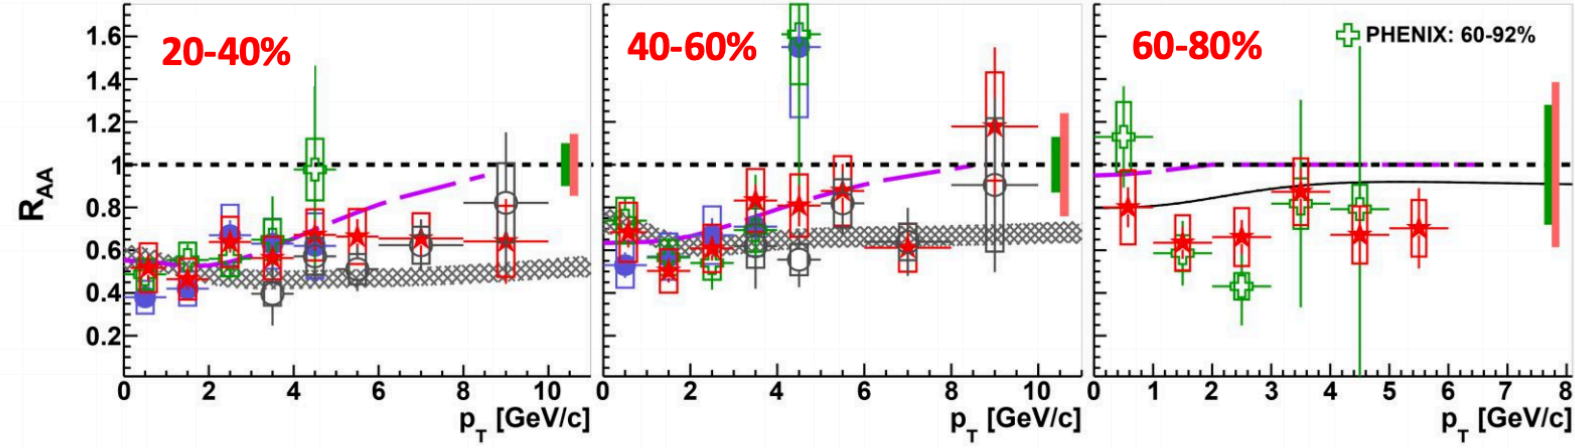 20-40%
40-60%
60-80%
PHENIX: 60-92%
R_AA
1.6
1.4
1.2
1
0.8
0.6
0.4
0.2
0 2 4 6 8 10
0 2 4 6 8 10
0 1 2 3 4 5 6 7 8
p_T [GeV/c]
p_T [GeV/c]
p_T [GeV/c]